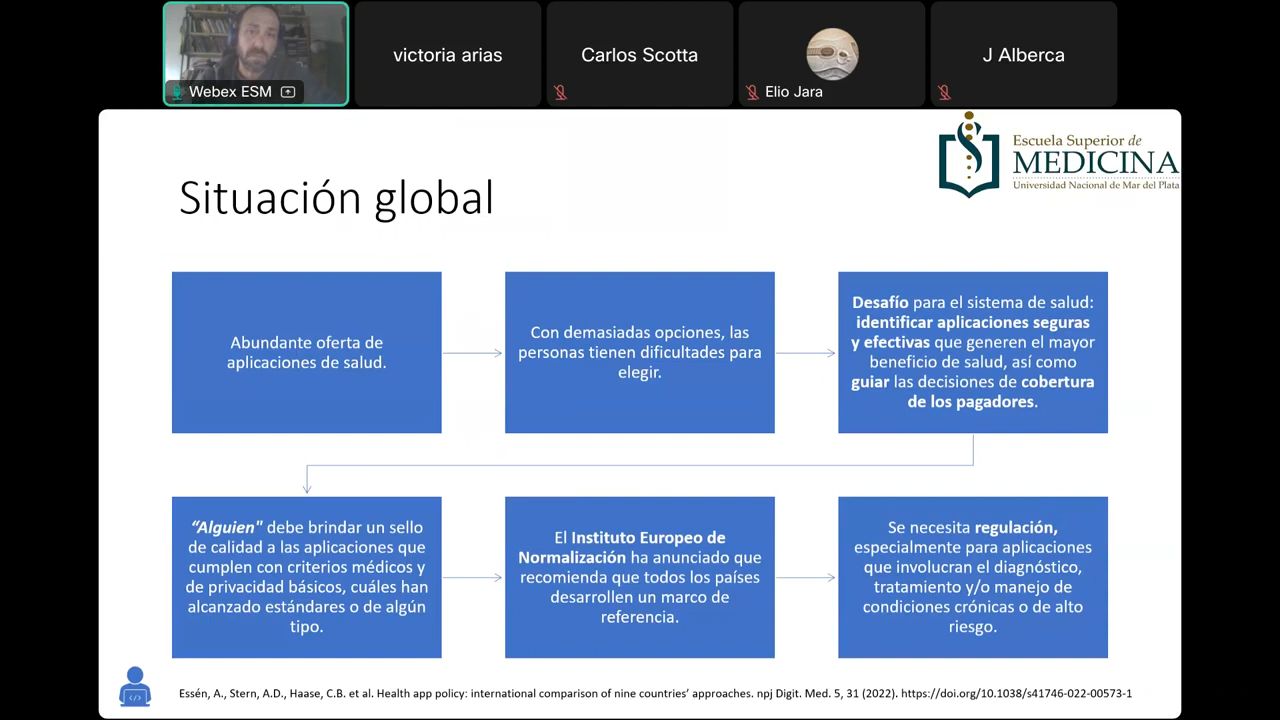 Webex ESM
victoria arias
Carlos Scotta
Elio Jara
J Alberca
Escuela Superior de
MEDICINA
Universidad Nacional de Mar del Plata
Situación global
Abundante oferta de
aplicaciones de salud.
Con demasiadas opciones, las
personas tienen dificultades para
elegir.
Desafío para el sistema de salud:
identificar aplicaciones seguras
y efectivas que generen el mayor
beneficio de salud, así como
guiar las decisiones de cobertura
de los pagadores.
“Alguien" debe brindar un sello
de calidad a las aplicaciones que
cumplen con criterios médicos y
de privacidad básicos, cuáles han
alcanzado estándares o de algún
tipo.
El Instituto Europeo de
Normalización ha anunciado que
recomienda que todos los países
desarrollen un marco de
referencia.
Se necesita regulación,
especialmente para aplicaciones
que involucran el diagnóstico,
tratamiento y/o manejo de
condiciones crónicas o de alto
riesgo.
Essén, A., Stern, A.D., Haase, C.B. et al. Health app policy: international comparison of nine countries’ approaches. npj Digit. Med. 5, 31 (2022). https://doi.org/10.1038/s41746-022-00573-1